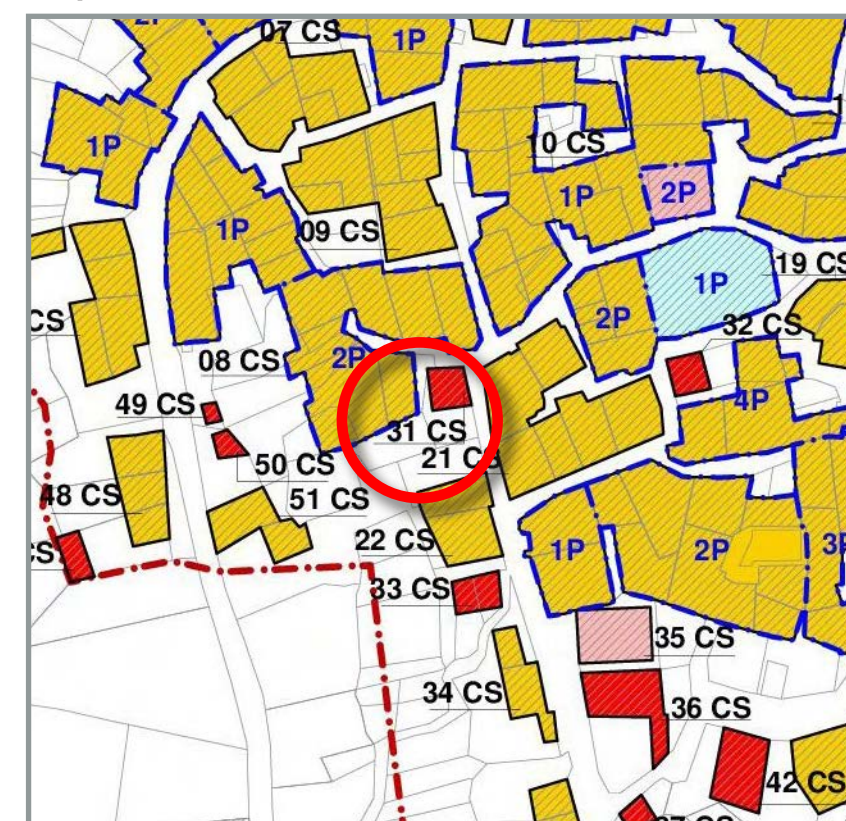 07 CS
1P
1P
10 CS
1P
2P
1P
09 CS
19 CS
1P
2P
CS
32 CS
08 CS
2P
49 CS
4P
31 CS
21 CS
50 CS
48 CS
51 CS
22 CS
1P
2P
CS
33 CS
35 CS
34 CS
36 CS
42 CS